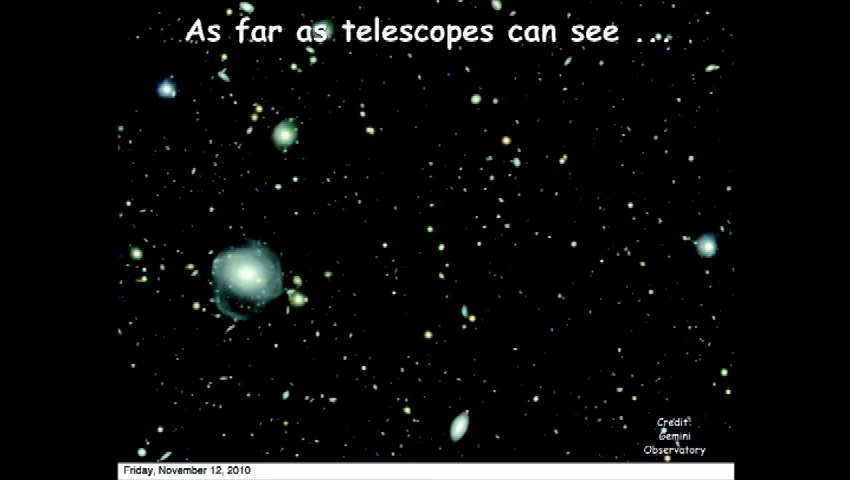 As far as telescopes can see ...
Credit:
Gemini
Observatory
Friday, November 12, 2010